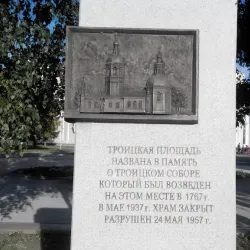 ТРОИЦКАЯ ПЛОЩАДЬ
НАЗВАНА В ПАМЯТЬ
О ТРОИЦКОМ СОБОРЕ
КОТОРЫЙ БЫЛ ВОЗВЕДЕН
НА ЭТОМ МЕСТЕ В 1767 г.
В МАЕ 1937 г. ХРАМ ЗАКРЫТ
РАЗРУШЕН 24 МАЯ 1957 г.